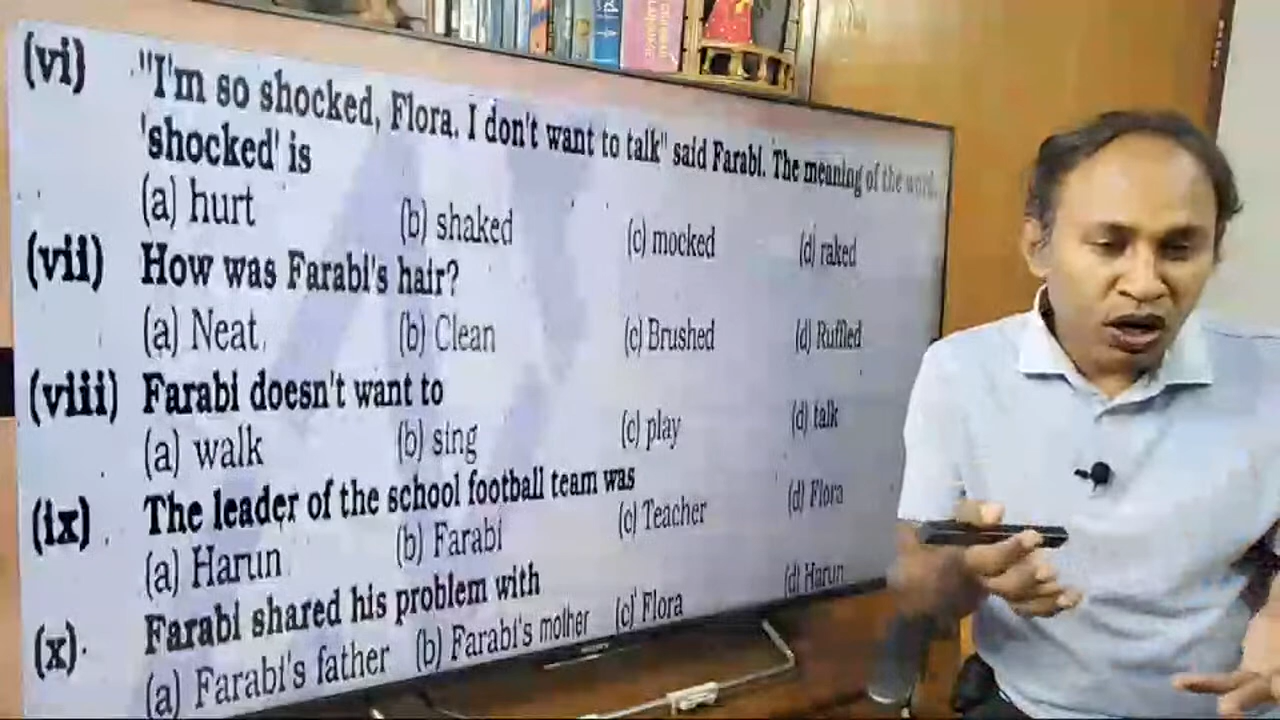 (vi) "I'm so shocked, Flora. I don't want to talk" said Farabi. The meaning of the word
'shocked' is
(a) hurt (b) shaked (c) mocked (d) raked
(vii) How was Farabi's hair?
(a) Neat (b) Clean (c) Brushed (d) Ruffled
(viii) Farabi doesn't want to
(a) walk (b) sing (c) play (d) talk
(ix) The leader of the school football team was
(a) Harun (b) Farabi (c) Teacher (d) Flora
(x) Farabi shared his problem with
(a) Farabi's father (b) Farabi's mother (c) Flora (d) Harun